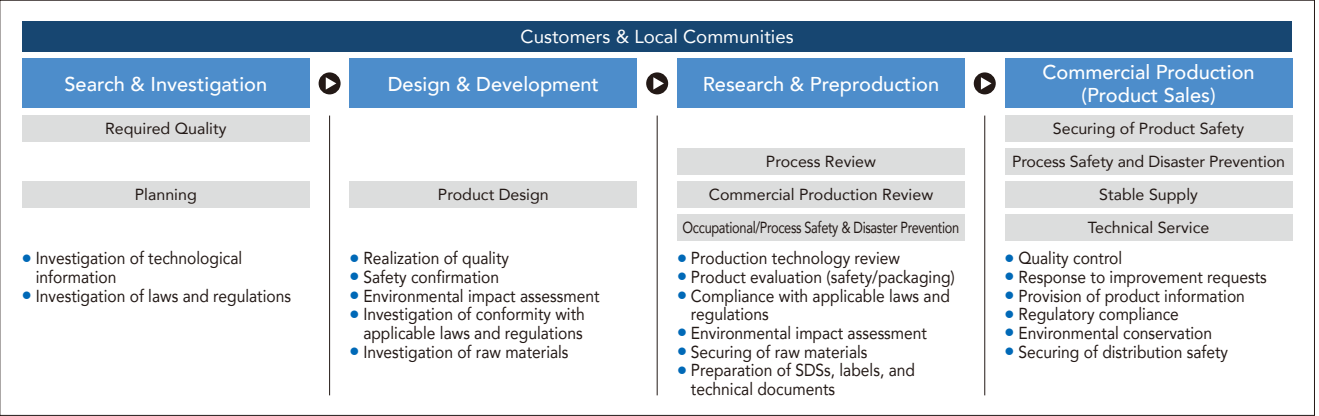 Customers & Local Communities
Search & Investigation
Required Quality
Planning
Investigation of technological
information
Investigation of laws and regulations
Design & Development
Product Design
Realization of quality
Safety confirmation
Environmental impact assessment
Investigation of conformity with
applicable laws and regulations
Investigation of raw materials
Research & Preproduction
Process Review
Commercial Production Review
Occupational/Process Safety & Disaster Prevention
Production technology review
Product evaluation (safety/packaging)
Compliance with applicable laws and
regulations
Environmental impact assessment
Securing of raw materials
Preparation of SDSs, labels, and
technical documents
Commercial Production
(Product Sales)
Securing of Product Safety
Process Safety and Disaster Prevention
Stable Supply
Technical Service
Quality control
Response to improvement requests
Provision of product information
Regulatory compliance
Environmental conservation
Securing of distribution safety